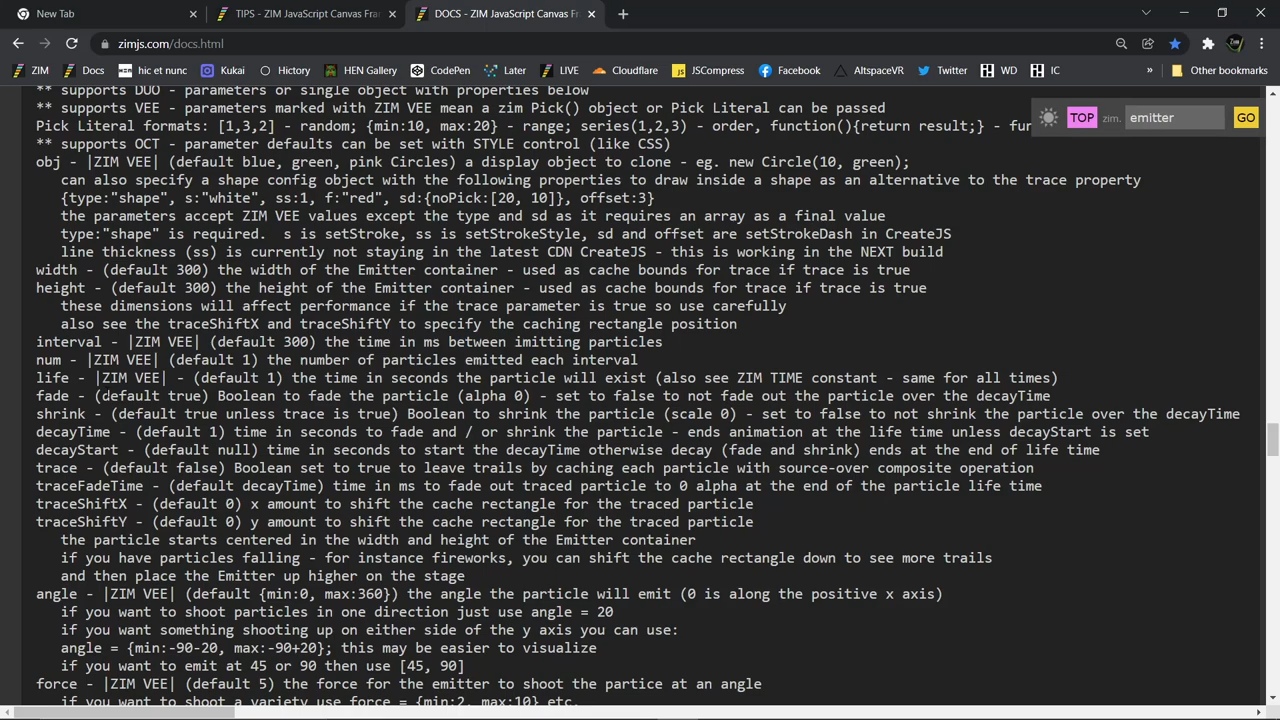 New Tab
TIPS - ZIM JavaScript Canvas Fra
DOCS - ZIM JavaScript Canvas Fr
zimjs.com/docs.html
ZIM
Docs
hic et nunc
Kukai
Hictory
HEN Gallery
CodePen
Later
LIVE
Cloudflare
JSCompress
Facebook
AltspaceVR
Twitter
WD
IC
»
Other bookmarks
TOP
zim.
emitter
GO
** supports DUO - parameters or single object with properties below
** supports VEE - parameters marked with ZIM VEE mean a zim Pick() object or Pick Literal can be passed
Pick Literal formats: [1,3,2] - random; {min:10, max:20} - range; series(1,2,3) - order, function(){return result;} - fun
** supports OCT - parameter defaults can be set with STYLE control (like CSS)
obj - |ZIM VEE| (default blue, green, pink Circles) a display object to clone - eg. new Circle(10, green);
can also specify a shape config object with the following properties to draw inside a shape as an alternative to the trace property
{type:"shape", s:"white", ss:1, f:"red", sd:{noPick:[20, 10]}, offset:3}
the parameters accept ZIM VEE values except the type and sd as it requires an array as a final value
type:"shape" is required.  s is setStroke, ss is setStrokeStyle, sd and offset are setStrokeDash in CreateJS
line thickness (ss) is currently not staying in the latest CDN CreateJS - this is working in the NEXT build
width - (default 300) the width of the Emitter container - used as cache bounds for trace if trace is true
height - (default 300) the height of the Emitter container - used as cache bounds for trace if trace is true
these dimensions will affect performance if the trace parameter is true so use carefully
also see the traceShiftX and traceShiftY to specify the caching rectangle position
interval - |ZIM VEE| (default 300) the time in ms between imitting particles
num - |ZIM VEE| (default 1) the number of particles emitted each interval
life - |ZIM VEE| - (default 1) the time in seconds the particle will exist (also see ZIM TIME constant - same for all times)
fade - (default true) Boolean to fade the particle (alpha 0) - set to false to not fade out the particle over the decayTime
shrink - (default true unless trace is true) Boolean to shrink the particle (scale 0) - set to false to not shrink the particle over the decayTime
decayTime - (default 1) time in seconds to fade and / or shrink the particle - ends animation at the life time unless decayStart is set
decayStart - (default null) time in seconds to start the decayTime otherwise decay (fade and shrink) ends at the end of life time
trace - (default false) Boolean set to true to leave trails by caching each particle with source-over composite operation
traceFadeTime - (default decayTime) time in ms to fade out traced particle to 0 alpha at the end of the particle life time
traceShiftX - (default 0) x amount to shift the cache rectangle for the traced particle
traceShiftY - (default 0) y amount to shift the cache rectangle for the traced particle
the particle starts centered in the width and height of the Emitter container
if you have particles falling - for instance fireworks, you can shift the cache rectangle down to see more trails
and then place the Emitter up higher on the stage
angle - |ZIM VEE| (default {min:0, max:360}) the angle the particle will emit (0 is along the positive x axis)
if you want to shoot particles in one direction just use angle = 20
if you want something shooting up on either side of the y axis you can use:
angle = {min:-90-20, max:-90+20}; this may be easier to visualize
if you want to emit at 45 or 90 then use [45, 90]
force - |ZIM VEE| (default 5) the force for the emitter to shoot the partice at an angle
if you want to shoot a variety use force = {min:2, max:10} etc.